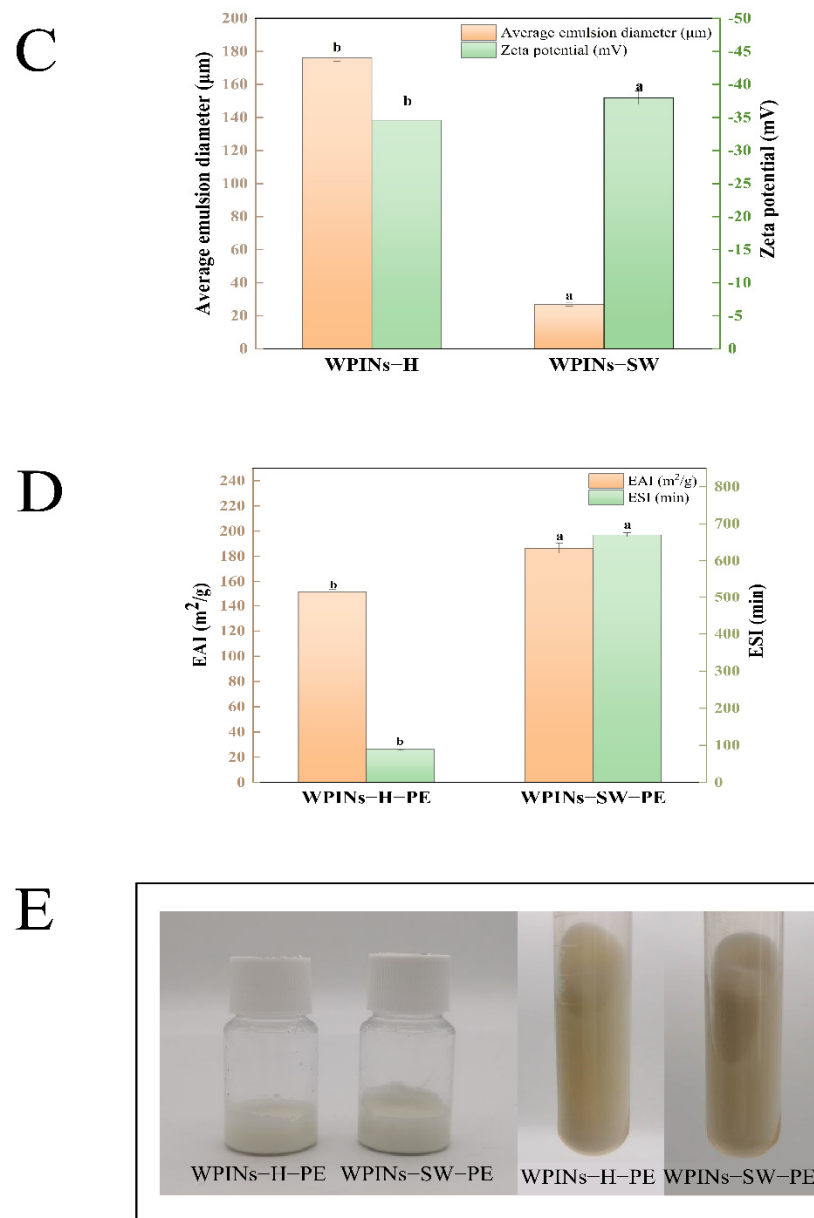 C
Average emulsion diameter (μm)
Zeta potential (mV)
200
180
160
140
120
100
80
60
40
20
0
Average emulsion diameter (μm)
b
b
a
a
-50
-45
-40
-35
-30
-25
-20
-15
-10
-5
0
Zeta potential (mV)
WPINs-H
WPINs-SW
D
EAI (m²/g)
ESI (min)
240
220
200
180
160
140
120
100
80
60
40
20
0
EAI (m²/g)
b
b
a
a
800
700
600
500
400
300
200
100
0
ESI (min)
WPINs-H-PE
WPINs-SW-PE
E
WPINs-H-PE
WPINs-SW-PE
WPINs-H-PE
WPINs-SW-PE